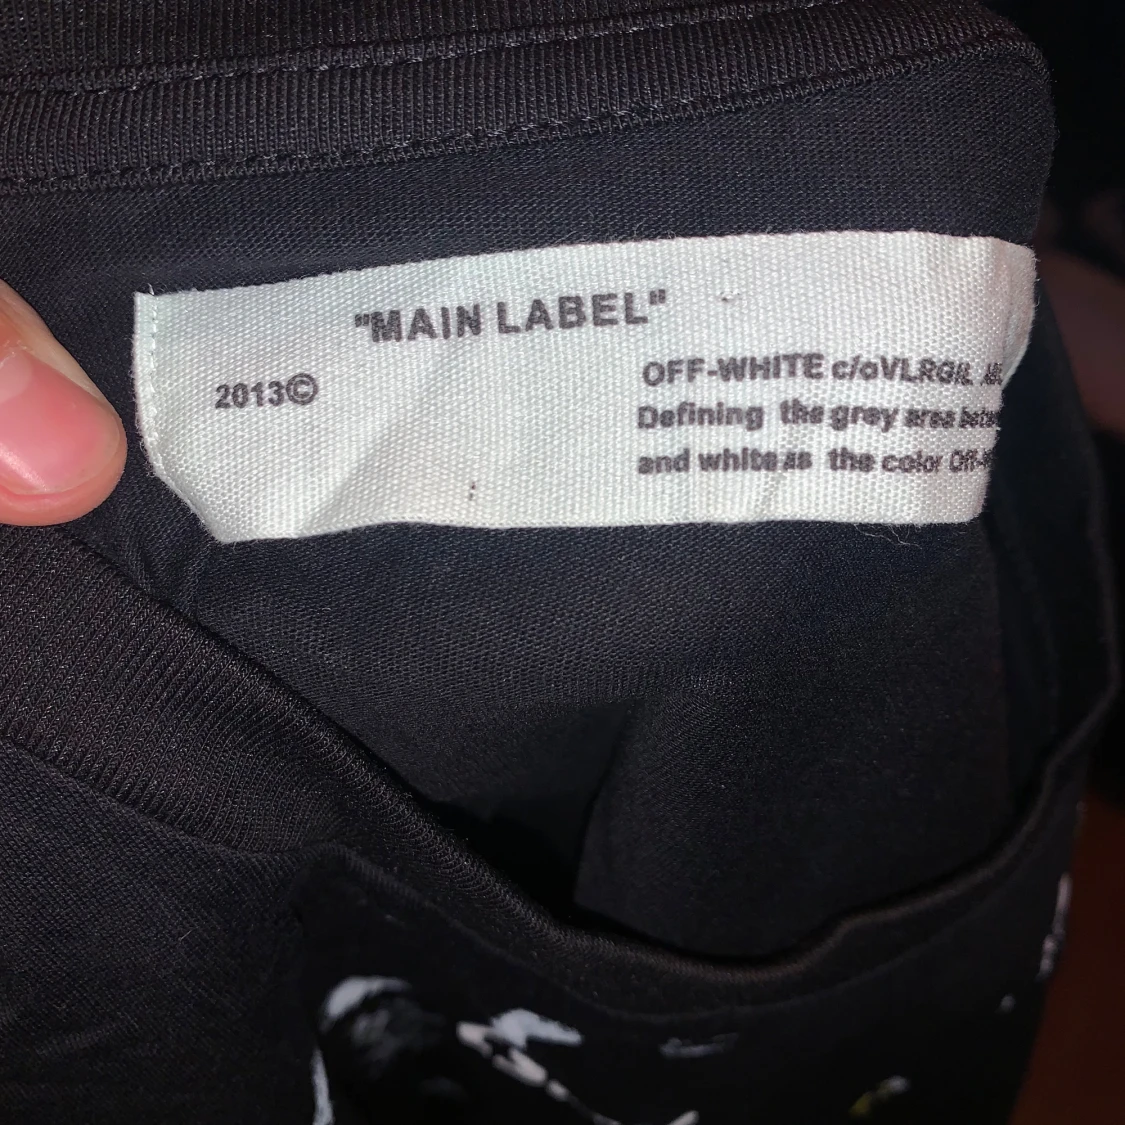 "MAIN LABEL"
2013©
OFF-WHITE c/oVLRGIL
Defining the grey area
and white as the color